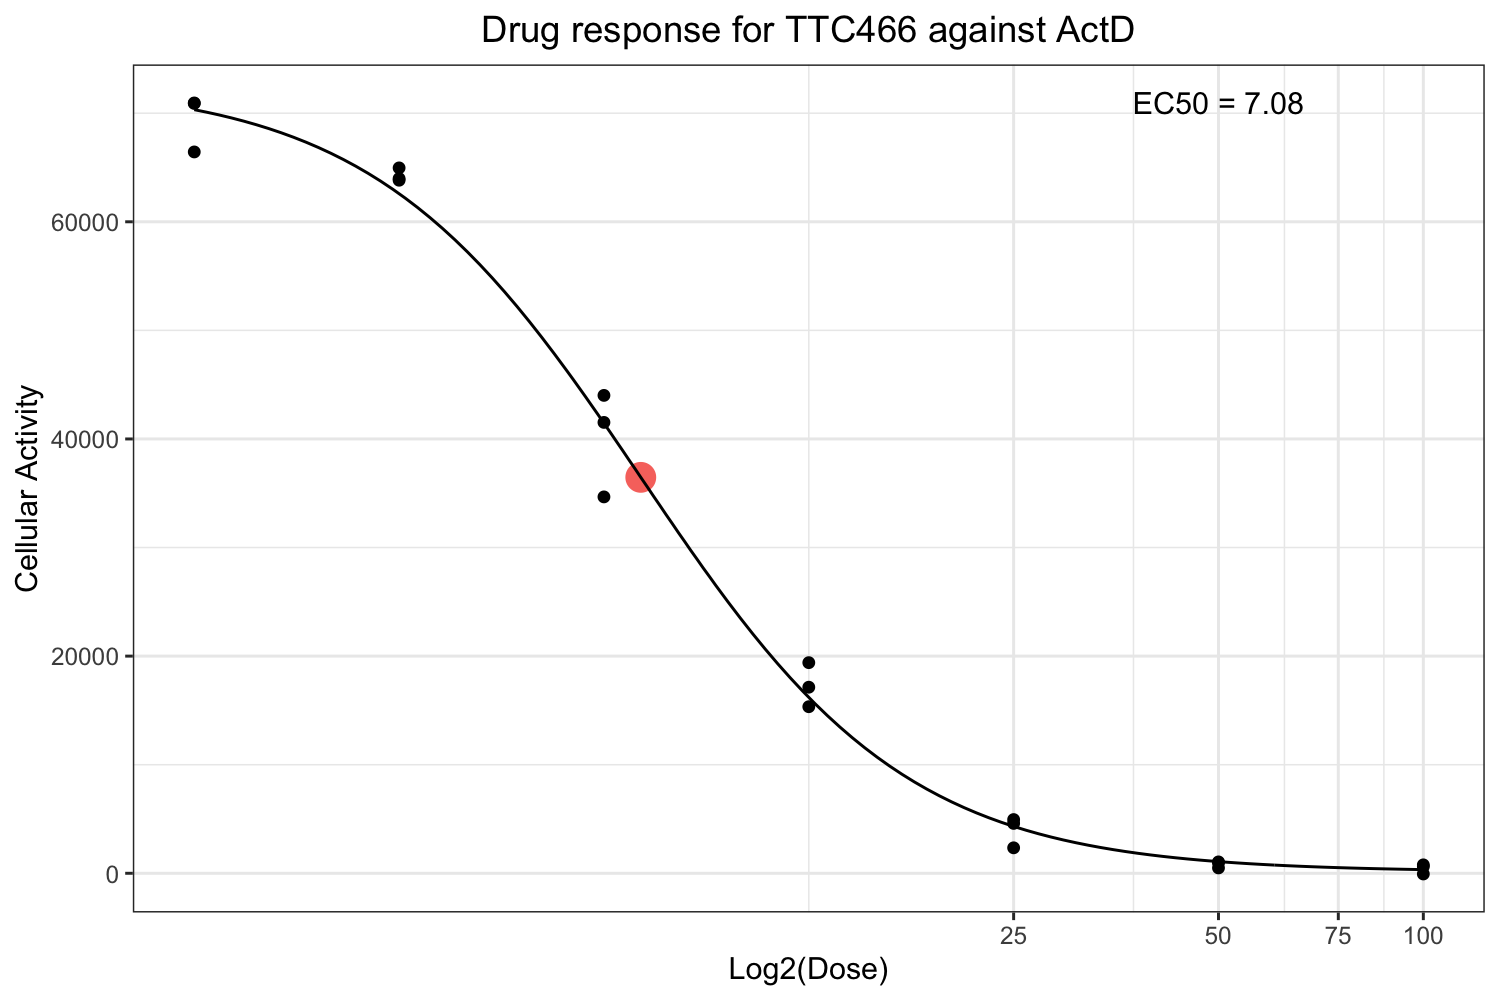 Drug response for TTC466 against ActD
EC50 = 7.08
Cellular Activity
60000
40000
20000
0
25 50 75 100
Log2(Dose)